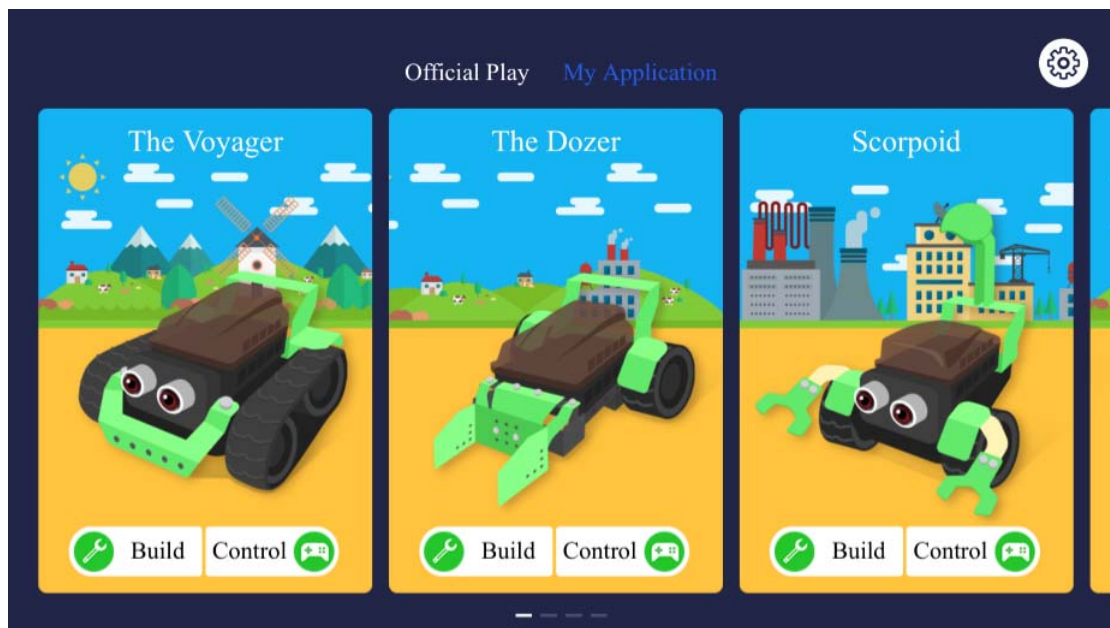 Official Play My Application
The Voyager
The Dozer
Scorpoid
Build Control
Build Control
Build Control